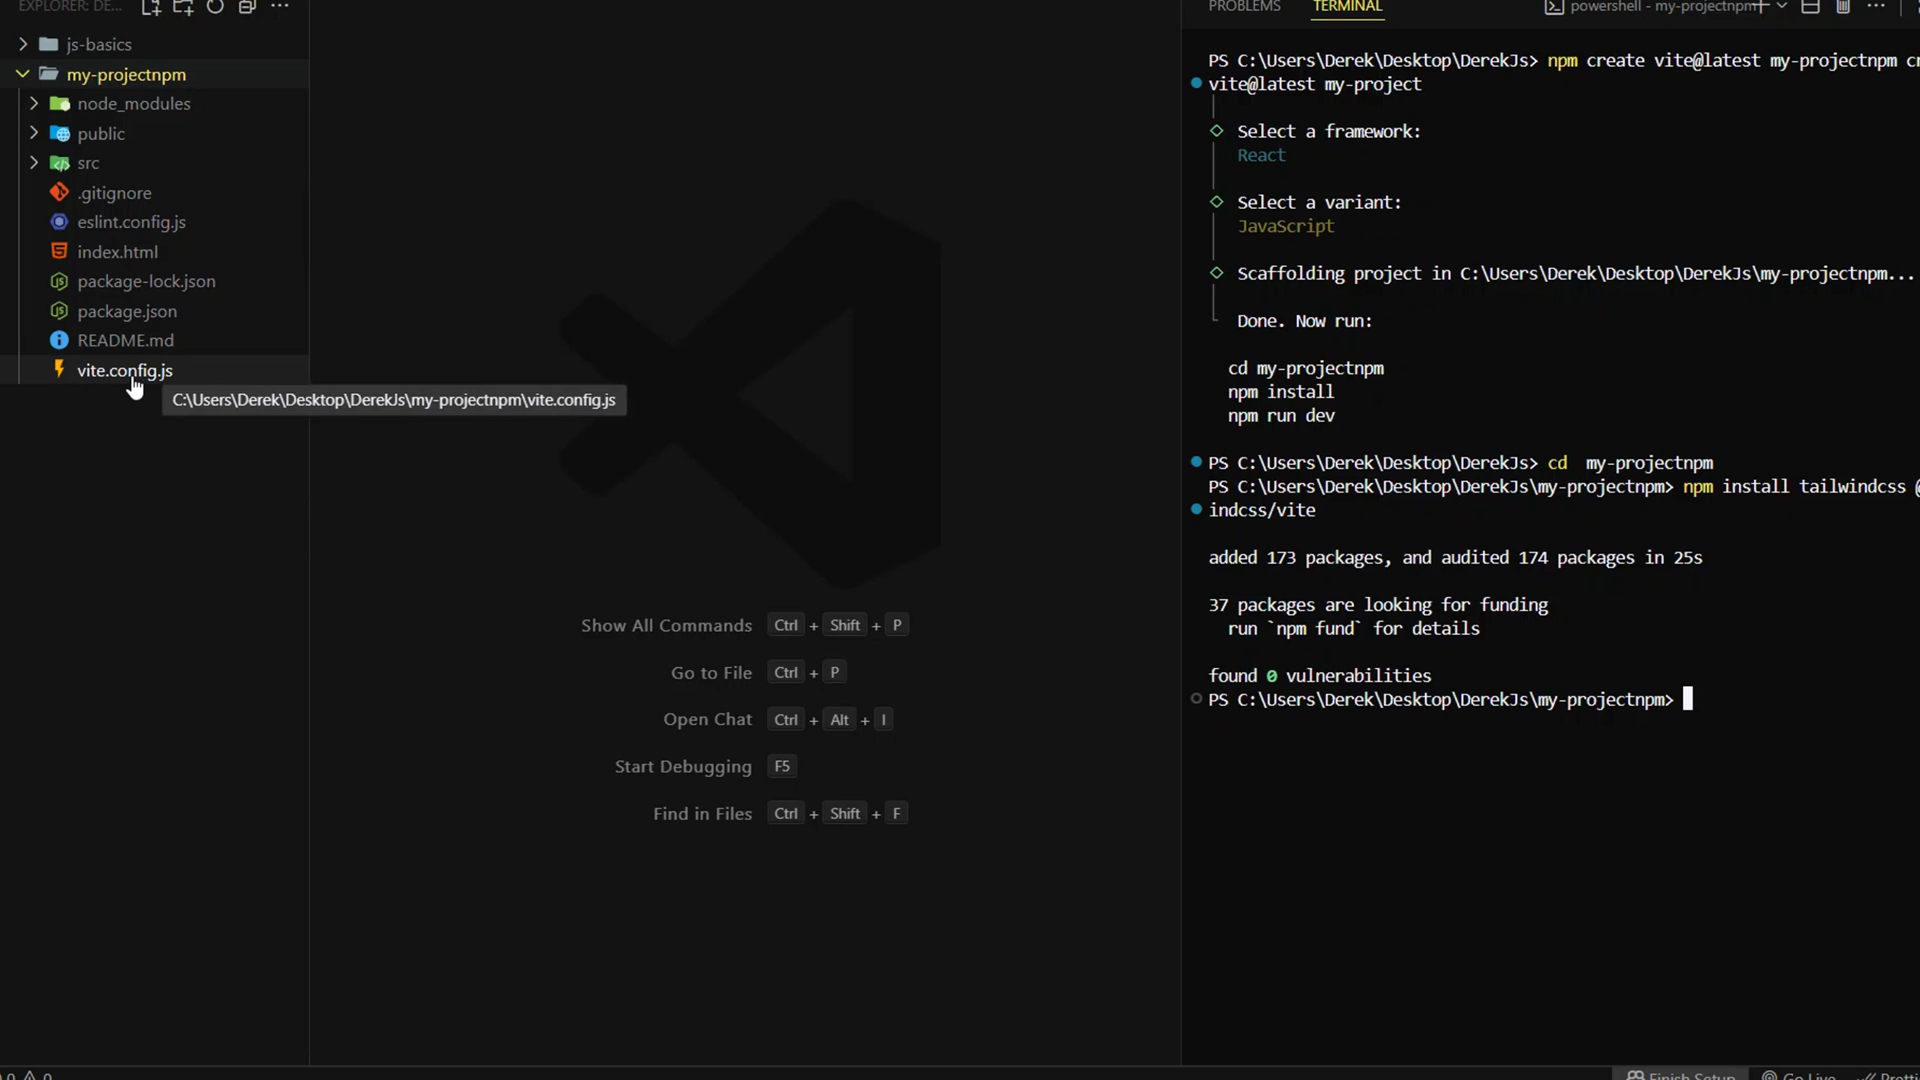 EXPLORER: DE...
js-basics
my-projectnpm
node_modules
public
src
.gitignore
eslint.config.js
index.html
package-lock.json
package.json
README.md
vite.config.js
C:\Users\Derek\Desktop\DerekJs\my-projectnpm\vite.config.js
Show All Commands Ctrl + Shift + P
Go to File Ctrl + P
Open Chat Ctrl + Alt + I
Start Debugging F5
Find in Files Ctrl + Shift + F
PROBLEMS TERMINAL powershell - my-projectnpm
PS C:\Users\Derek\Desktop\DerekJs> npm create vite@latest my-projectnpm
vite@latest my-project
Select a framework:
React
Select a variant:
JavaScript
Scaffolding project in C:\Users\Derek\Desktop\DerekJs\my-projectnpm...
Done. Now run:
cd my-projectnpm
npm install
npm run dev
PS C:\Users\Derek\Desktop\DerekJs> cd  my-projectnpm
PS C:\Users\Derek\Desktop\DerekJs\my-projectnpm> npm install tailwindcss
indcss/vite
added 173 packages, and audited 174 packages in 25s
37 packages are looking for funding
run `npm fund` for details
found 0 vulnerabilities
PS C:\Users\Derek\Desktop\DerekJs\my-projectnpm>
Finish Setup Go Live